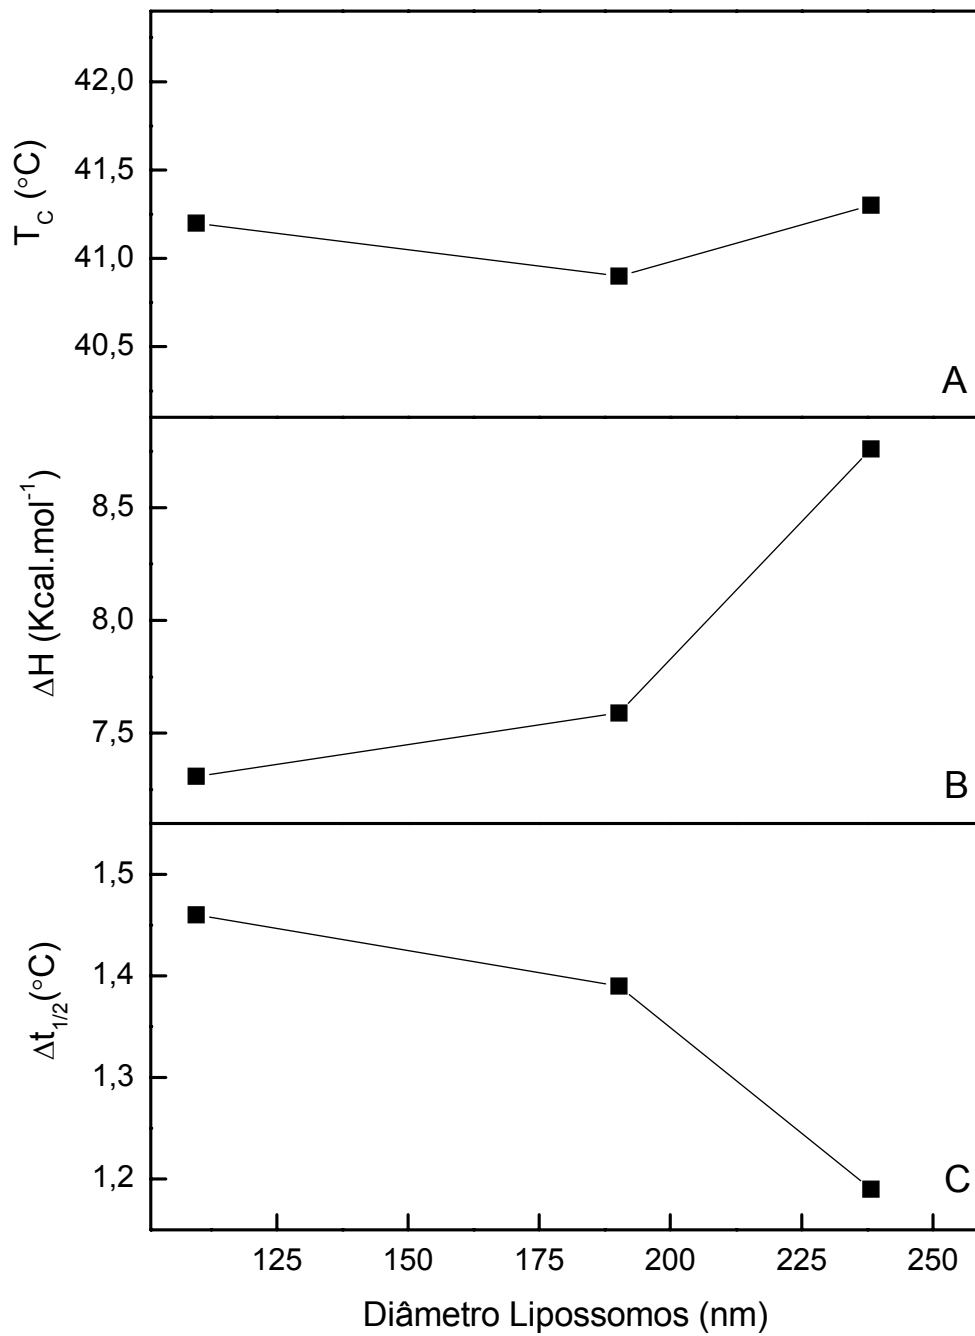 42,0
41,5
41,0
40,5
T_C (°C)
A
8,5
8,0
7,5
ΔH (Kcal.mol⁻¹)
B
1,5
1,4
1,3
1,2
Δt_1/2(°C)
C
125 150 175 200 225 250
Diâmetro Lipossomos (nm)